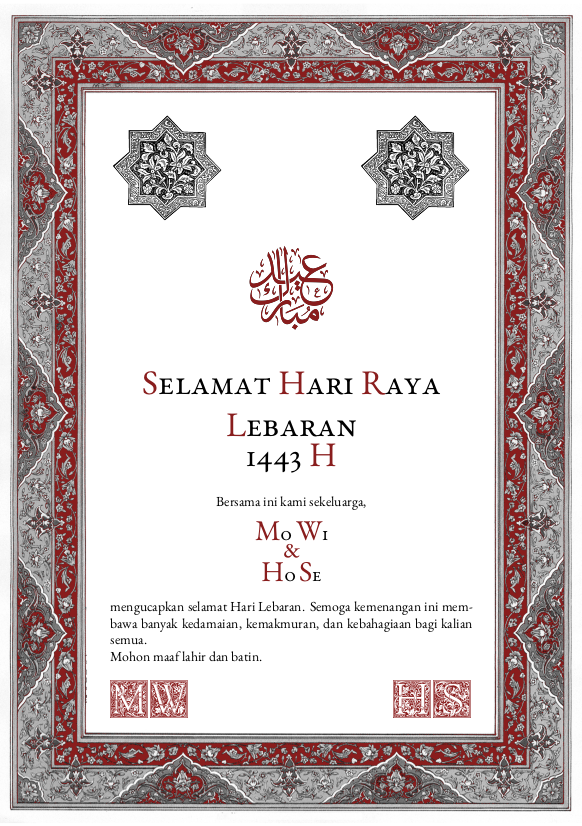 عيد مبارك
Selamat Hari Raya
Lebaran
1443 H
Bersama ini kami sekeluarga,
Mo Wi
&
Ho Se
mengucapkan selamat Hari Lebaran. Semoga kemenangan ini mem-
bawa banyak kedamaian, kemakmuran, dan kebahagiaan bagi kalian
semua.
Mohon maaf lahir dan batin.
MW HS